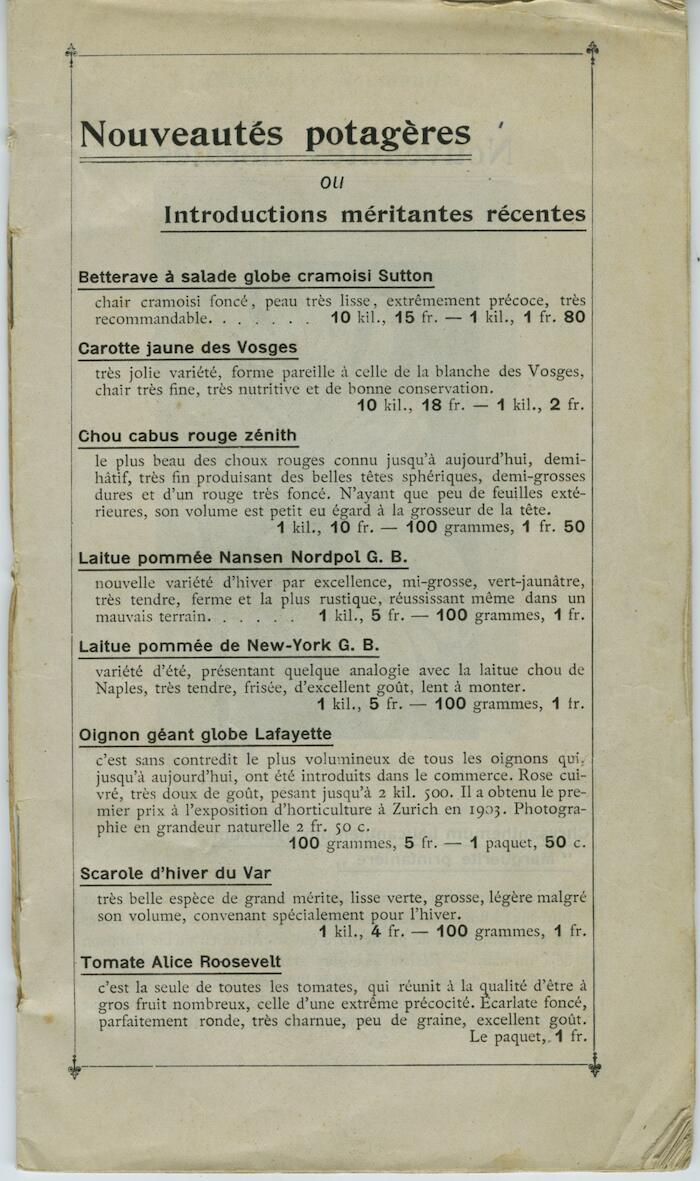 Nouveautés potagères
ou
Introductions méritantes récentes
Betterave à salade globe cramoisi Sutton
chair cramoisi foncé, peau très lisse, extrêmement précoce, très
recommandable. . . . . . . 10 kil., 15 fr. — 1 kil., 1 fr. 80
Carotte jaune des Vosges
très jolie variété, forme pareille à celle de la blanche des Vosges,
chair très fine, très nutritive et de bonne conservation.
10 kil., 18 fr. — 1 kil., 2 fr.
Chou cabus rouge zénith
le plus beau des choux rouges connu jusqu'à aujourd'hui, demi-
hâtif, très fin produisant des belles têtes sphériques, demi-grosses
dures et d'un rouge très foncé. N'ayant que peu de feuilles exté-
rieures, son volume est petit eu égard à la grosseur de la tête.
1 kil., 10 fr. — 100 grammes, 1 fr. 50
Laitue pommée Nansen Nordpol G. B.
nouvelle variété d'hiver par excellence, mi-grosse, vert-jaunâtre,
très tendre, ferme et la plus rustique, réussissant même dans un
mauvais terrain. . . . . . 1 kil., 5 fr. — 100 grammes, 1 fr.
Laitue pommée de New-York G. B.
variété d'été, présentant quelque analogie avec la laitue chou de
Naples, très tendre, frisée, d'excellent goût, lent à monter.
1 kil., 5 fr. — 100 grammes, 1 fr.
Oignon géant globe Lafayette
c'est sans contredit le plus volumineux de tous les oignons qui,
jusqu'à aujourd'hui, ont été introduits dans le commerce. Rose cui-
vré, très doux de goût, pesant jusqu'à 2 kil. 500. Il a obtenu le pre-
mier prix à l'exposition d'horticulture à Zurich en 1903. Photogra-
phie en grandeur naturelle 2 fr. 50 c.
100 grammes, 5 fr. — 1 paquet, 50 c.
Scarole d'hiver du Var
très belle espèce de grand mérite, lisse verte, grosse, légère malgré
son volume, convenant spécialement pour l'hiver.
1 kil., 4 fr. — 100 grammes, 1 fr.
Tomate Alice Roosevelt
c'est la seule de toutes les tomates, qui réunit à la qualité d'être à
gros fruit nombreux, celle d'une extrême précocité. Écarlate foncé,
parfaitement ronde, très charnue, peu de graine, excellent goût.
Le paquet, 1 fr.